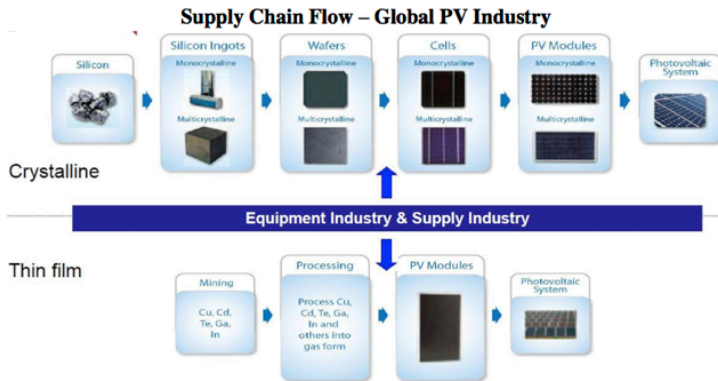 Supply Chain Flow – Global PV Industry
Silicon
Silicon Ingots
Monocrystalline
Multicrystalline
Wafers
Monocrystalline
Multicrystalline
Cells
Monocrystalline
Multicrystalline
PV Modules
Monocrystalline
Multicrystalline
Photovoltaic
System
Crystalline
Equipment Industry & Supply Industry
Thin film
Mining
Cu, Cd,
Te, Ga,
In
Processing
Process Cu,
Cd, Te, Ga,
In and
others into
gas form
PV Modules
Photovoltaic
System